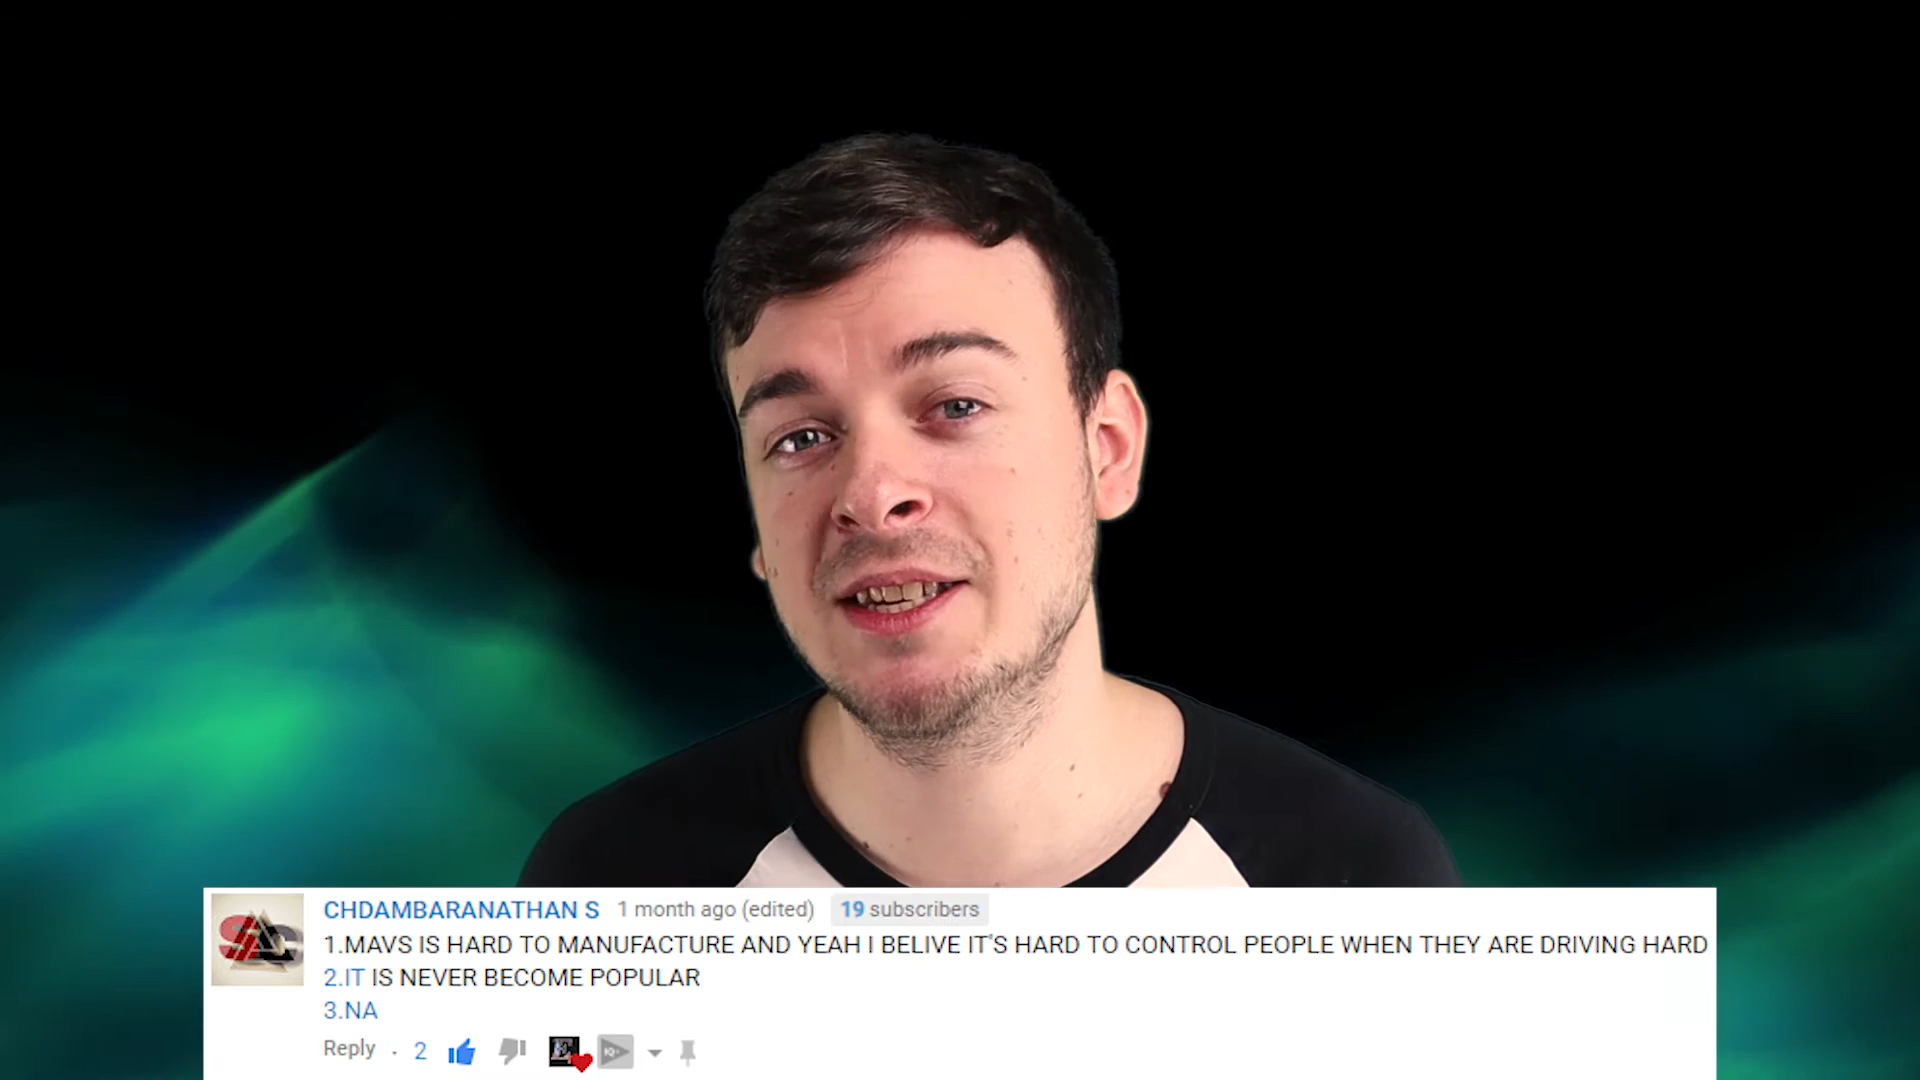 CHDAMBARANATHAN S 1 month ago (edited) 19 subscribers
1.MAVS IS HARD TO MANUFACTURE AND YEAH I BELIVE IT'S HARD TO CONTROL PEOPLE WHEN THEY ARE DRIVING HARD
2.IT IS NEVER BECOME POPULAR
3.NA
Reply . 2